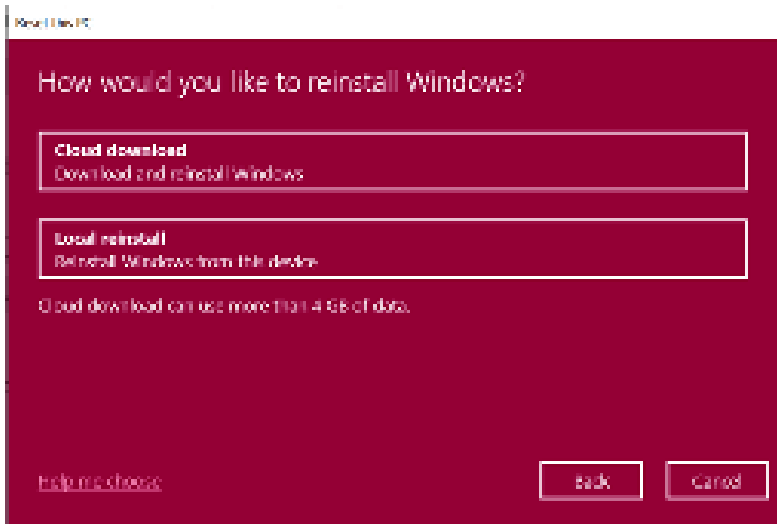 Reset this PC
How would you like to reinstall Windows?
Cloud download
Download and reinstall Windows
Local reinstall
Reinstall Windows from this device
Cloud download can use more than 4 GB of data.
Help me choose
Back
Cancel